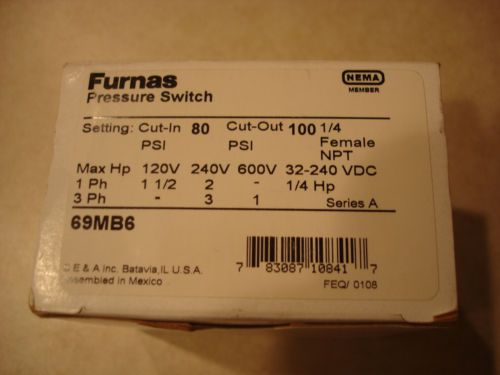 Furnas
Pressure Switch
NEMA
MEMBER
Setting: Cut-In 80 Cut-Out 100 1/4
PSI PSI Female
NPT
Max Hp 120V 240V 600V 32-240 VDC
1 Ph 1 1/2 2 - 1/4 Hp
3 Ph - 3 1 Series A
69MB6
E & A Inc. Batavia, IL U.S.A.
ssembled in Mexico
7 83087 10841 7
FEQ/ 0108